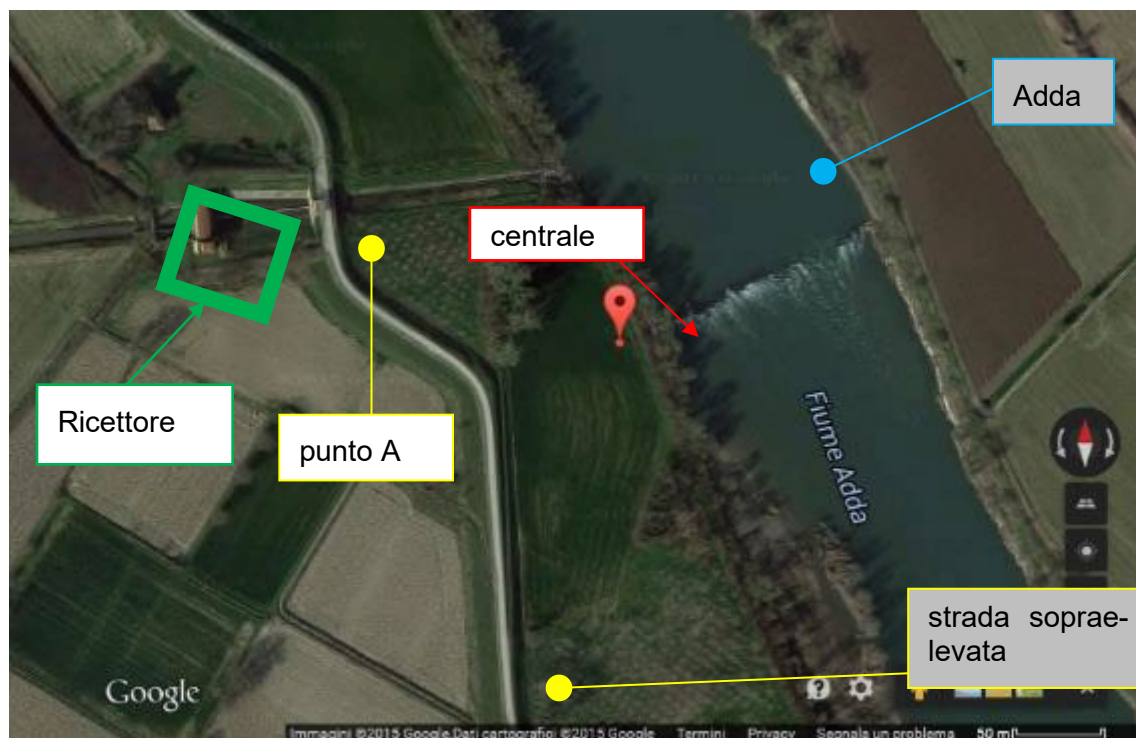 Adda
centrale
Ricettore
punto A
Fiume Adda
strada soprae-
levata
Google
Immagini ©2015 Google, Dati cartografici ©2015 Google Termini Privacy Segnala un problema 50 m